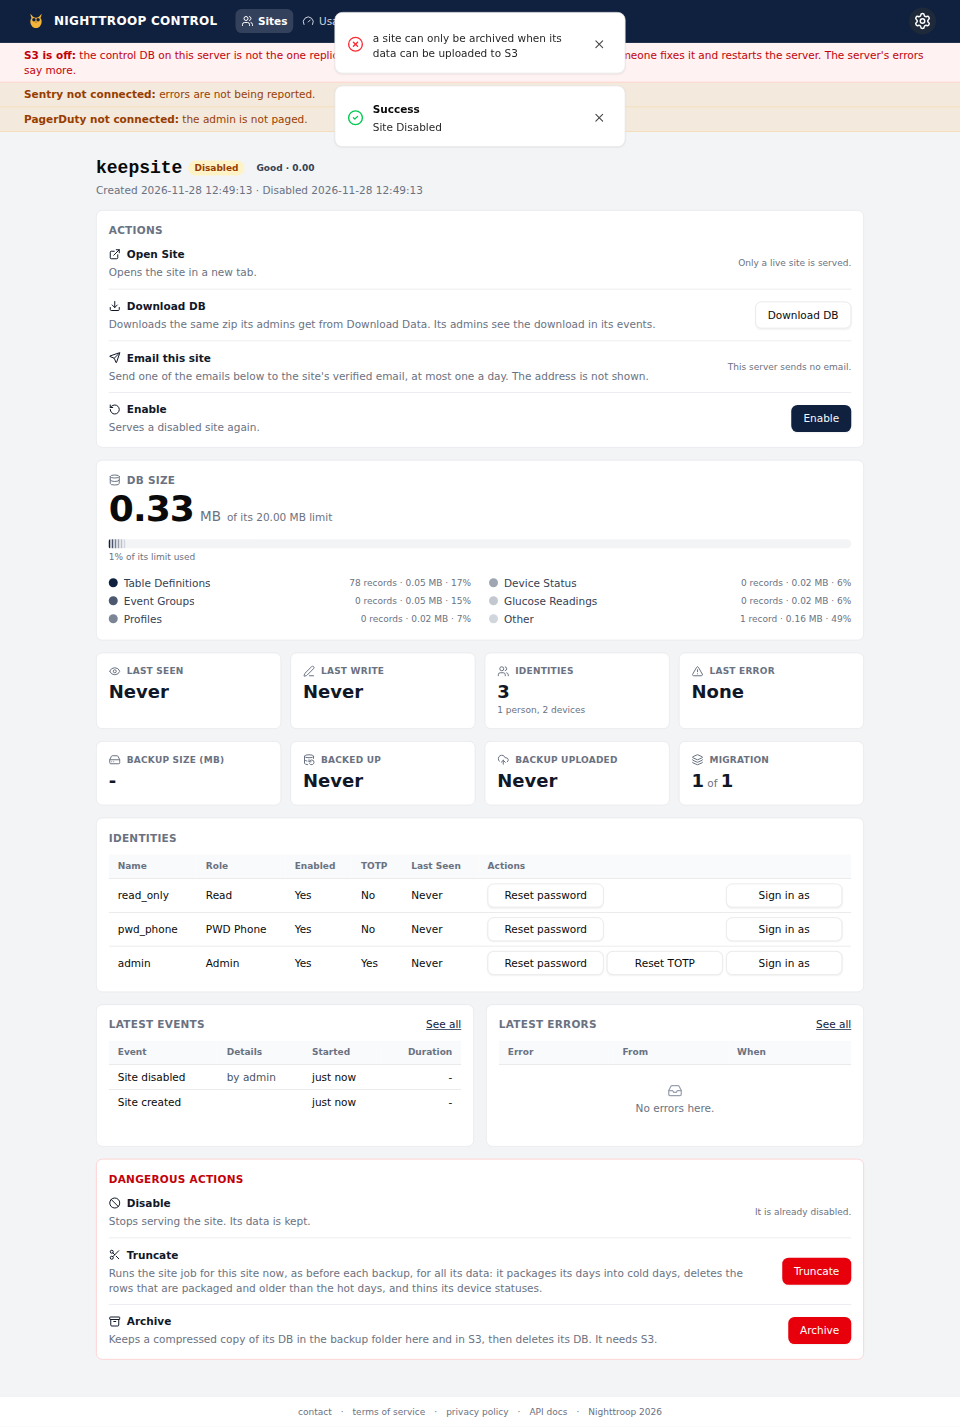 NIGHTTROOP CONTROL
Sites
Usa
a site can only be archived when its
data can be uploaded to S3
Success
Site Disabled
S3 is off: the control DB on this server is not the one replic
meone fixes it and restarts the server. The server's errors
say more.
Sentry not connected: errors are not being reported.
PagerDuty not connected: the admin is not paged.
keepsite Disabled Good · 0.00
Created 2026-11-28 12:49:13 · Disabled 2026-11-28 12:49:13
ACTIONS
Open Site
Opens the site in a new tab.
Only a live site is served.
Download DB
Downloads the same zip its admins get from Download Data. Its admins see the download in its events.
Download DB
Email this site
Send one of the emails below to the site's verified email, at most one a day. The address is not shown.
This server sends no email.
Enable
Serves a disabled site again.
Enable
DB SIZE
0.33 MB of its 20.00 MB limit
1% of its limit used
Table Definitions 78 records · 0.05 MB · 17%
Device Status 0 records · 0.02 MB · 6%
Event Groups 0 records · 0.05 MB · 15%
Glucose Readings 0 records · 0.02 MB · 6%
Profiles 0 records · 0.02 MB · 7%
Other 1 record · 0.16 MB · 49%
LAST SEEN
Never
LAST WRITE
Never
IDENTITIES
3
1 person, 2 devices
LAST ERROR
None
BACKUP SIZE (MB)
-
BACKED UP
Never
BACKUP UPLOADED
Never
MIGRATION
1 of 1
IDENTITIES
Name Role Enabled TOTP Last Seen Actions
read_only Read Yes No Never Reset password Sign in as
pwd_phone PWD Phone Yes No Never Reset password Sign in as
admin Admin Yes Yes Never Reset password Reset TOTP Sign in as
LATEST EVENTS See all
Event Details Started Duration
Site disabled by admin just now -
Site created just now -
LATEST ERRORS See all
Error From When
No errors here.
DANGEROUS ACTIONS
Disable
Stops serving the site. Its data is kept.
It is already disabled.
Truncate
Runs the site job for this site now, as before each backup, for all its data: it packages its days into cold days, deletes the
rows that are packaged and older than the hot days, and thins its device statuses.
Truncate
Archive
Keeps a compressed copy of its DB in the backup folder here and in S3, then deletes its DB. It needs S3.
Archive
contact · terms of service · privacy policy · API docs · Nighttroop 2026